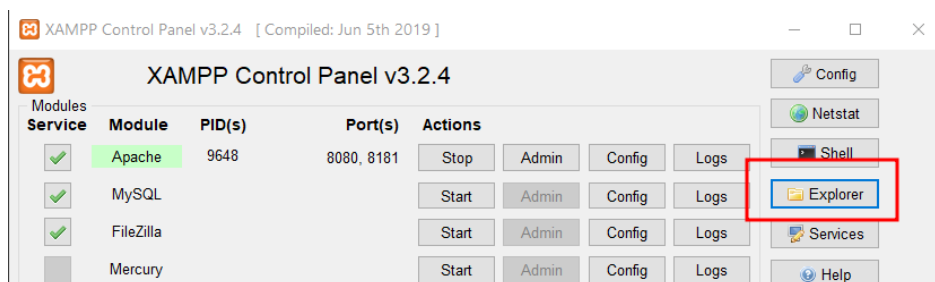 XAMPP Control Panel v3.2.4 [ Compiled: Jun 5th 2019 ]
XAMPP Control Panel v3.2.4
Config
Modules
Netstat
Service Module PID(s) Port(s) Actions
Apache 9648 8080, 8181 Stop Admin Config Logs
Shell
MySQL Start Admin Config Logs
Explorer
FileZilla Start Admin Config Logs
Services
Mercury Start Admin Config Logs
Help